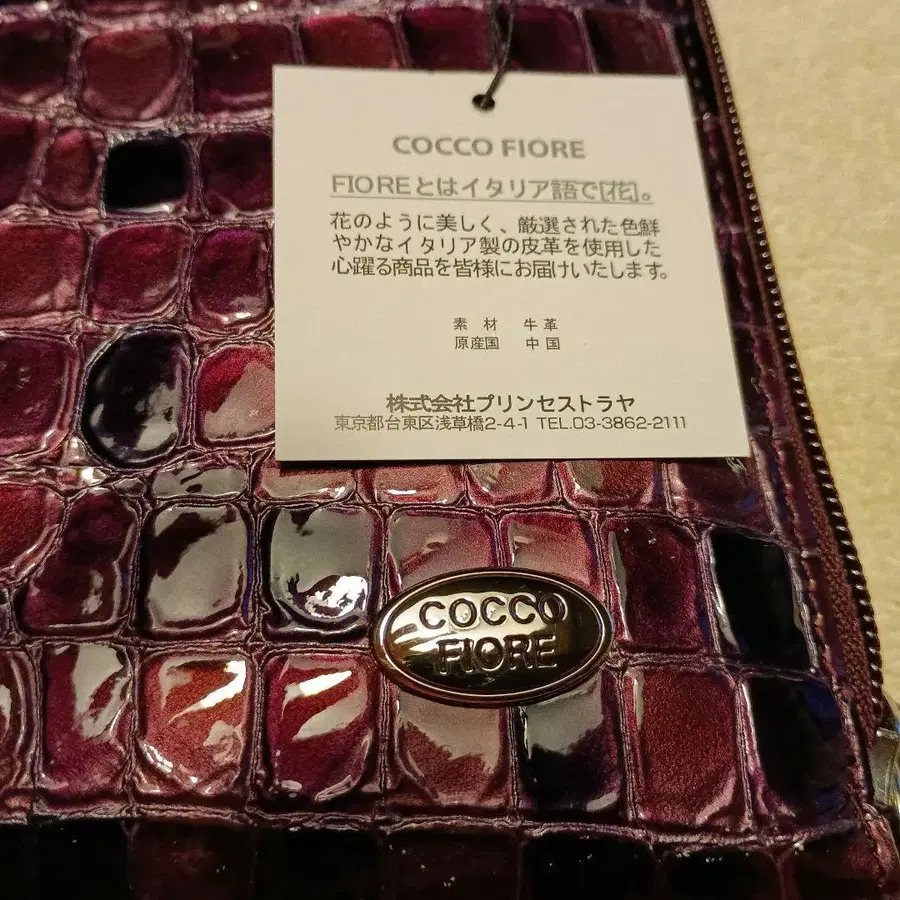 COCCO FIORE
FIOREとはイタリア語で[花]。
花のように美しく、厳選された色鮮
やかなイタリア製の皮革を使用した
心躍る商品を皆様にお届けいたします。
素 材 牛革
原産国 中国
株式会社プリンセストラヤ
東京都台東区浅草橋2-4-1 TEL.03-3862-2111
COCCO
FIORE